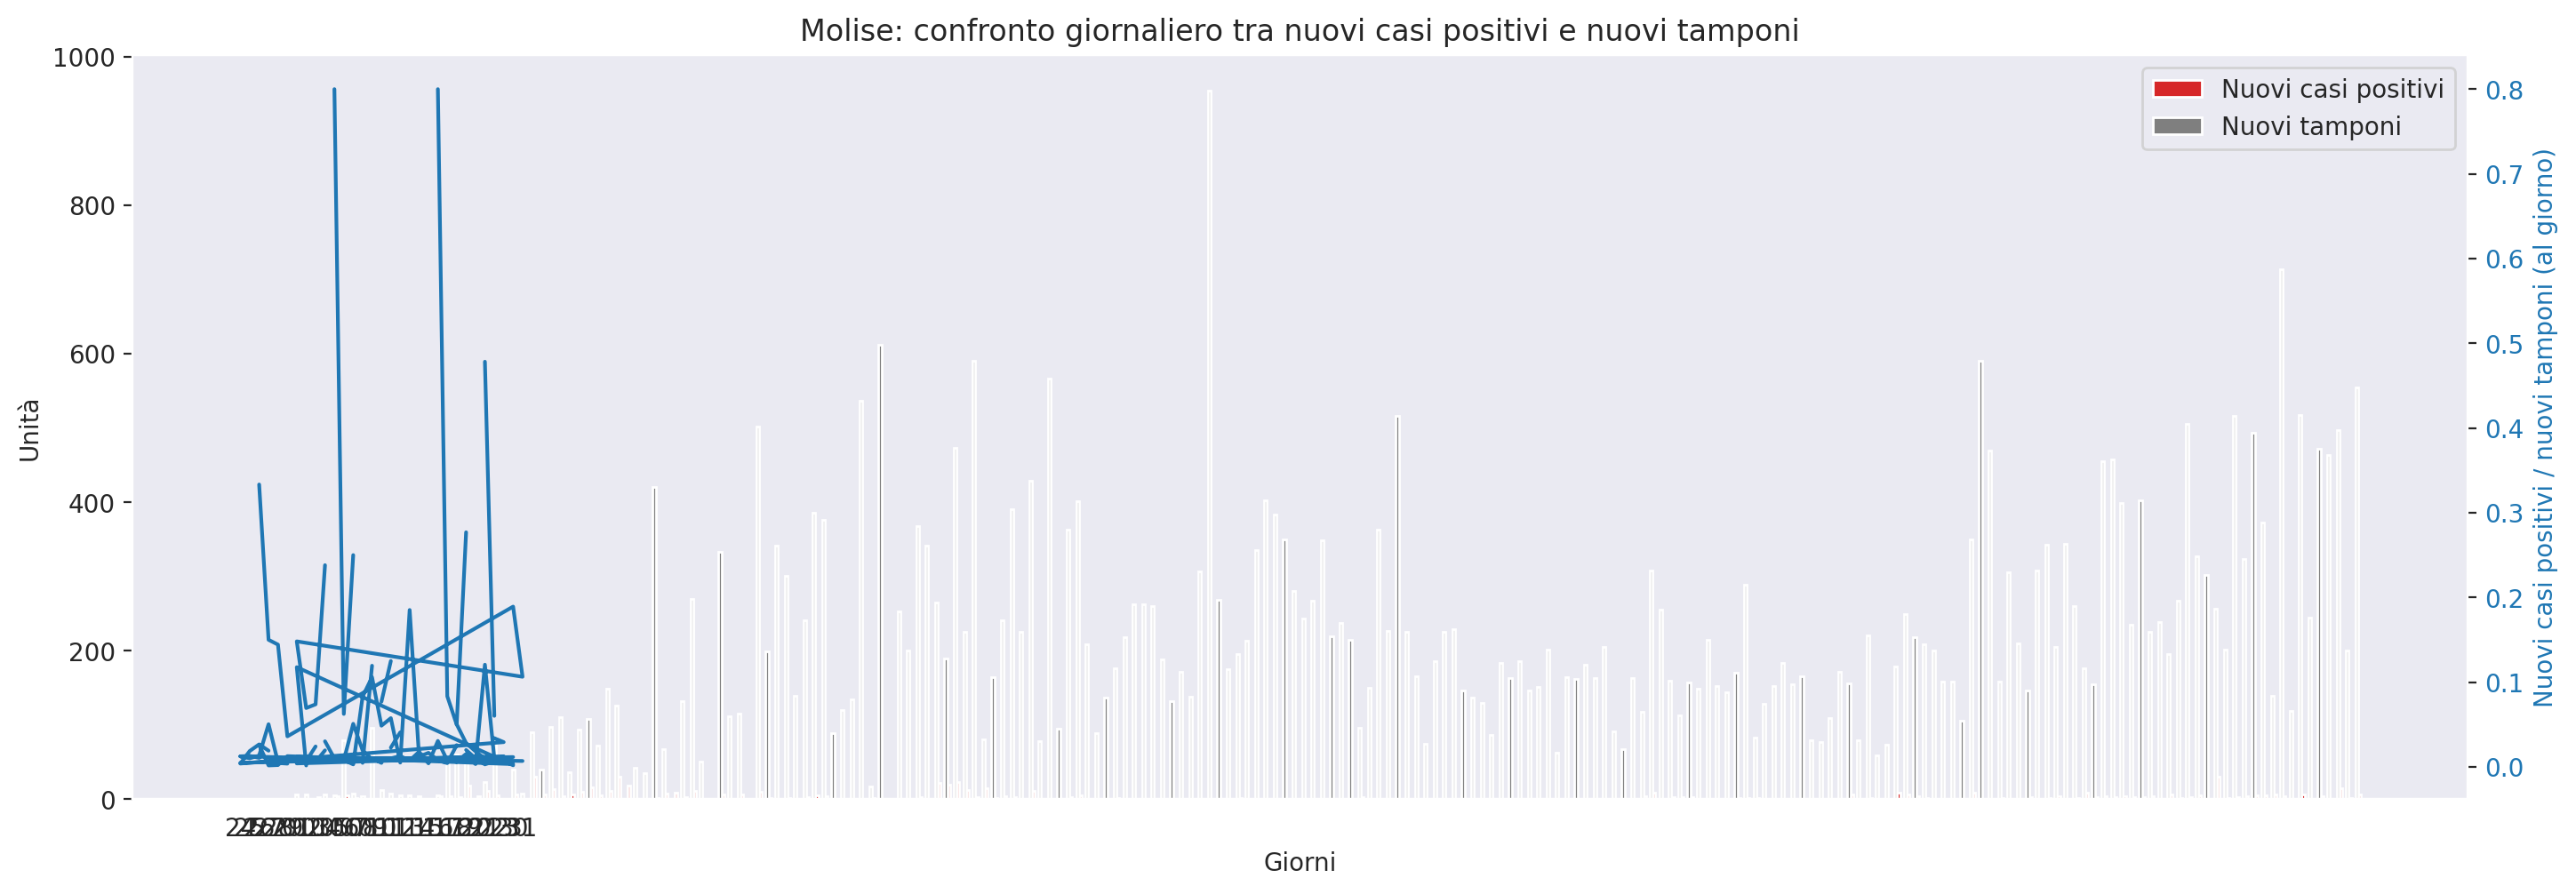 Molise: confronto giornaliero tra nuovi casi positivi e nuovi tamponi
Nuovi casi positivi
Nuovi tamponi
1000
800
600
400
200
0
Unità
0.8
0.7
0.6
0.5
0.4
0.3
0.2
0.1
0.0
Nuovi casi positivi / nuovi tamponi (al giorno)
Giorni